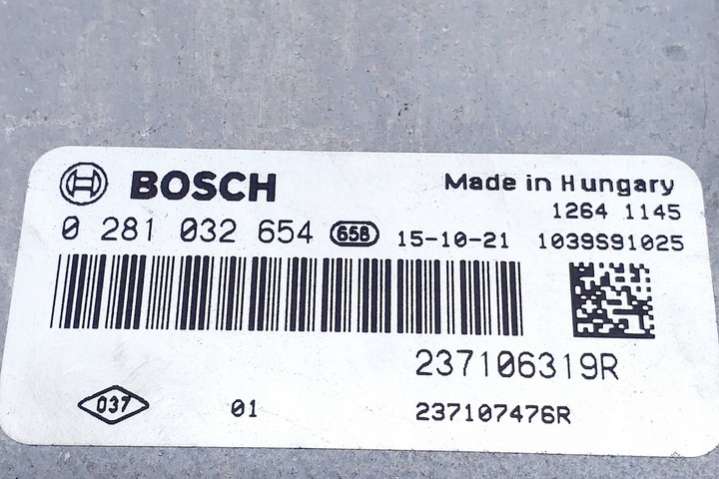 BOSCH Made in Hungary
1264 1145
0 281 032 654 658 15-10-21 1039S91025
237106319R
037 01 237107476R